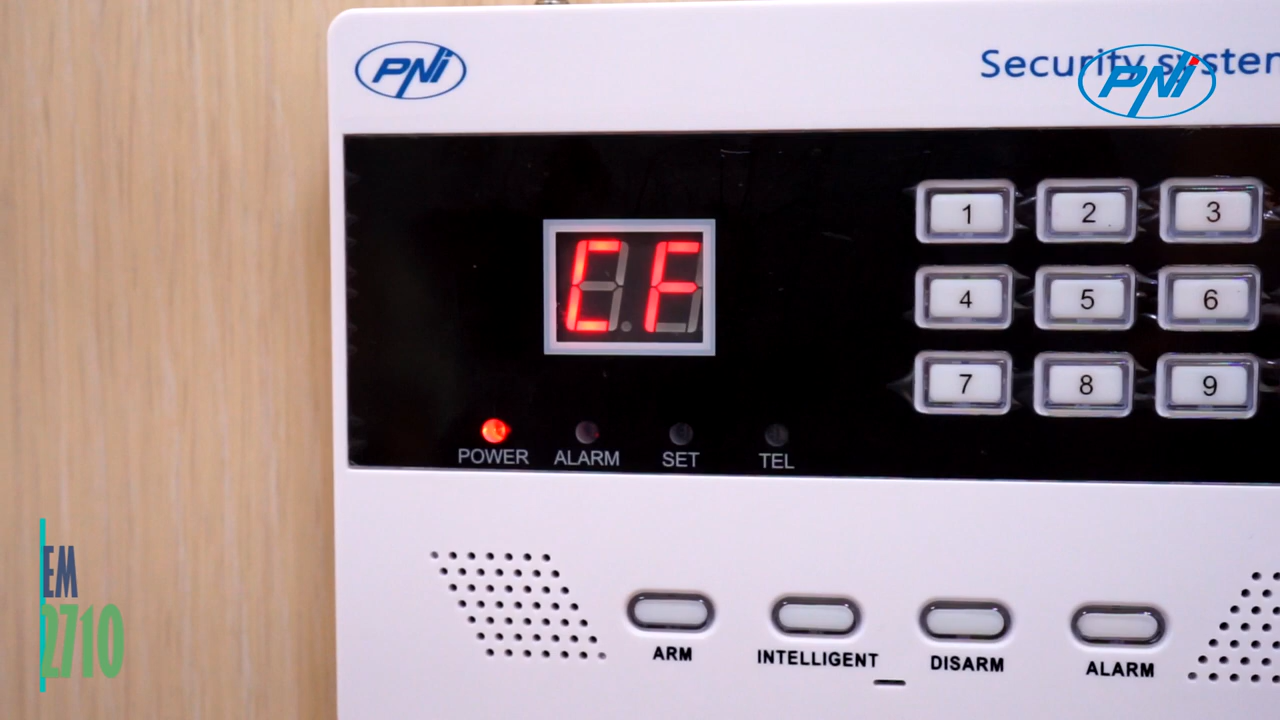 PNI
Security system
PNI
1 2 3
CF
4 5 6
7 8 9
POWER ALARM SET TEL
EM
2710
ARM INTELLIGENT DISARM ALARM